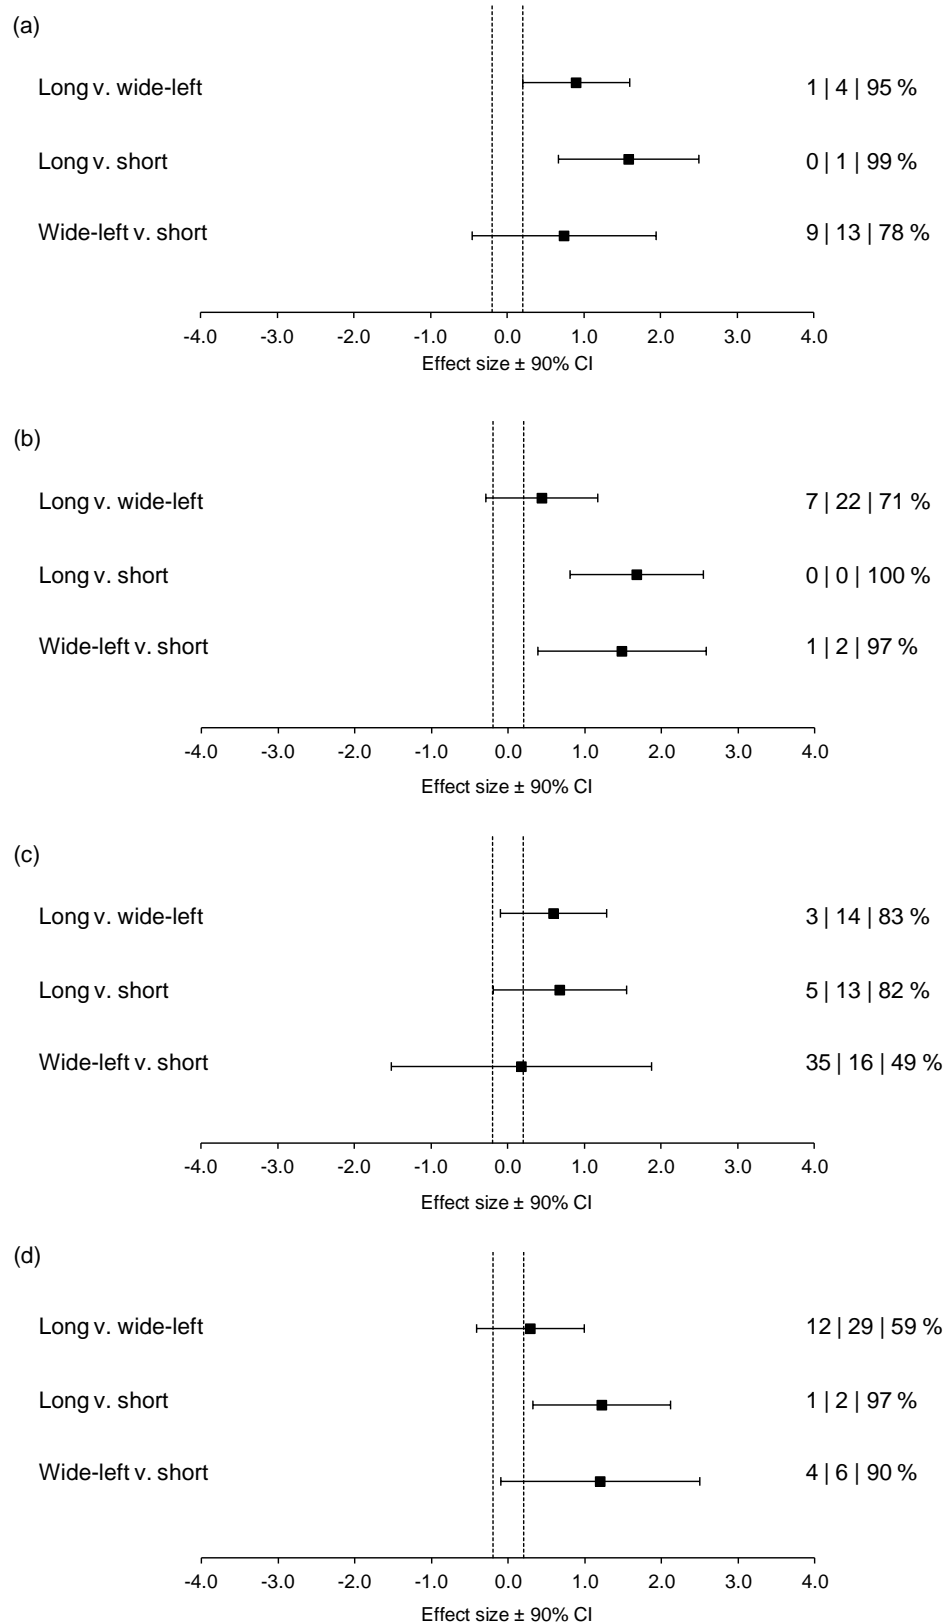 (a)
Long v. wide-left 1 | 4 | 95 %
Long v. short 0 | 1 | 99 %
Wide-left v. short 9 | 13 | 78 %
-4.0 -3.0 -2.0 -1.0 0.0 1.0 2.0 3.0 4.0
Effect size ± 90% CI
(b)
Long v. wide-left 7 | 22 | 71 %
Long v. short 0 | 0 | 100 %
Wide-left v. short 1 | 2 | 97 %
-4.0 -3.0 -2.0 -1.0 0.0 1.0 2.0 3.0 4.0
Effect size ± 90% CI
(c)
Long v. wide-left 3 | 14 | 83 %
Long v. short 5 | 13 | 82 %
Wide-left v. short 35 | 16 | 49 %
-4.0 -3.0 -2.0 -1.0 0.0 1.0 2.0 3.0 4.0
Effect size ± 90% CI
(d)
Long v. wide-left 12 | 29 | 59 %
Long v. short 1 | 2 | 97 %
Wide-left v. short 4 | 6 | 90 %
-4.0 -3.0 -2.0 -1.0 0.0 1.0 2.0 3.0 4.0
Effect size ± 90% CI